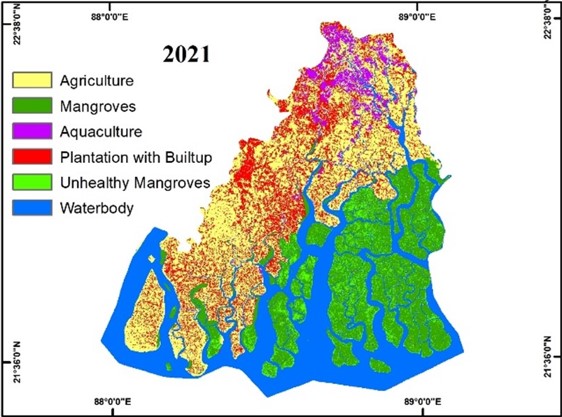 88°0'0"E 89°0'0"E
22°38'0"N 22°38'0"N
2021
Agriculture
Mangroves
Aquaculture
Plantation with Builtup
Unhealthy Mangroves
Waterbody
21°36'0"N 21°36'0"N
88°0'0"E 89°0'0"E